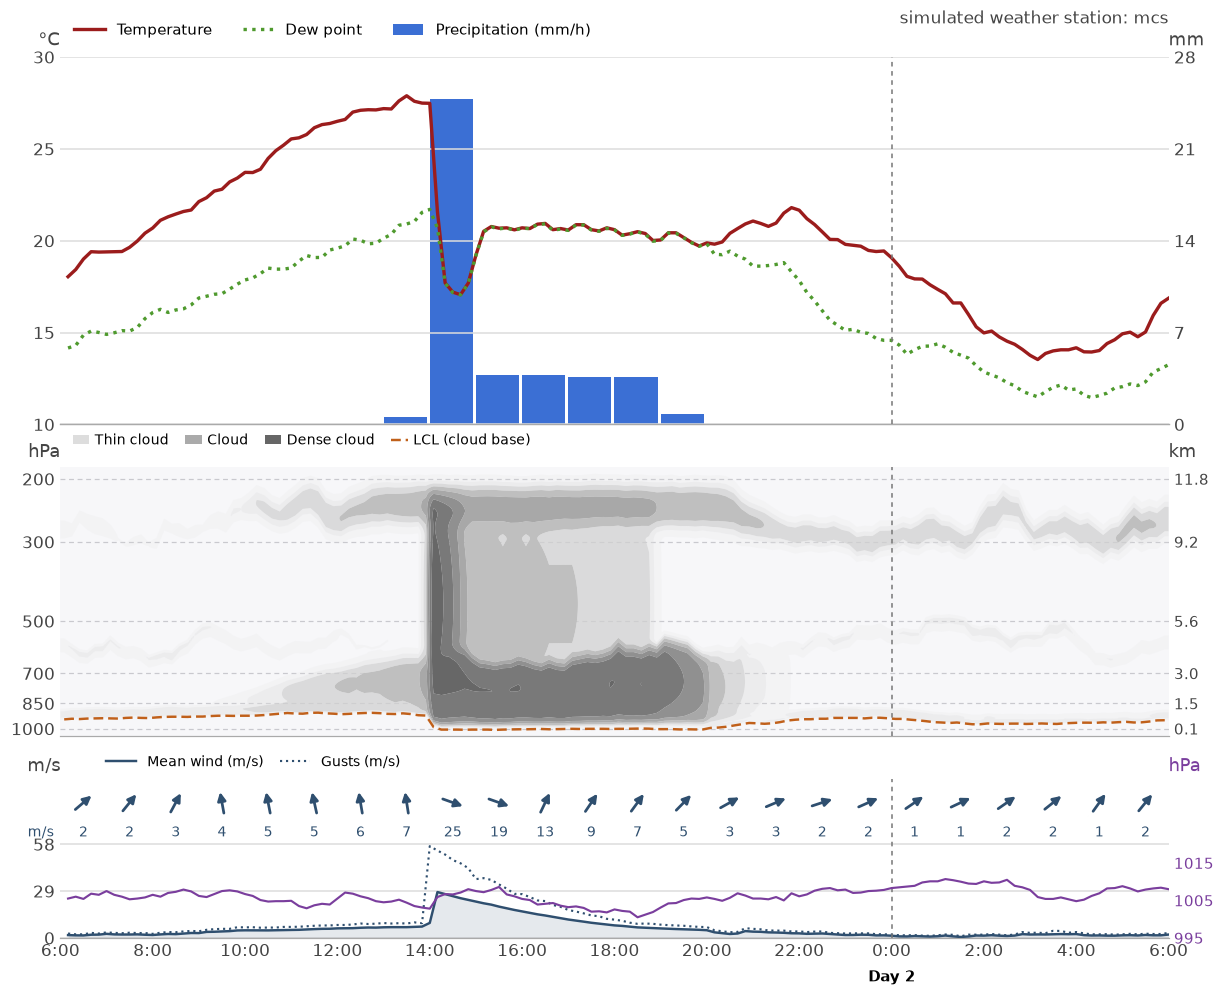 simulated weather station: mcs
Temperature Dew point Precipitation (mm/h)
°C mm
30 28
25 21
20 14
15 7
10 0
Thin cloud Cloud Dense cloud LCL (cloud base)
hPa km
200 11.8
300 9.2
500 5.6
700 3.0
850 1.5
1000 0.1
m/s Mean wind (m/s) Gusts (m/s) hPa
m/s 2 2 3 4 5 5 6 7 25 19 13 9 7 5 3 3 2 2 1 1 2 2 1 2
58
1015
29
1005
0 995
6:00 8:00 10:00 12:00 14:00 16:00 18:00 20:00 22:00 0:00 2:00 4:00 6:00
Day 2